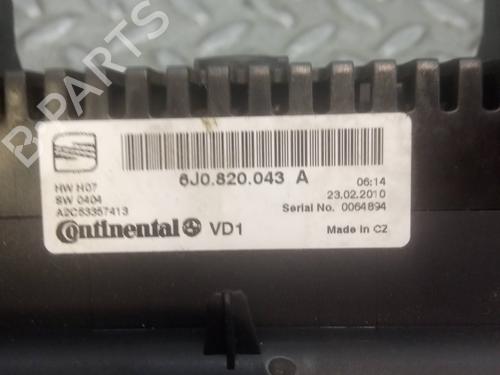 B-PARTS
6J0.820.043 A
HW H07
SW 0404
A2C53357413
06:14
23.02.2010
Serial No. 0064894
Continental VD1
Made in CZ